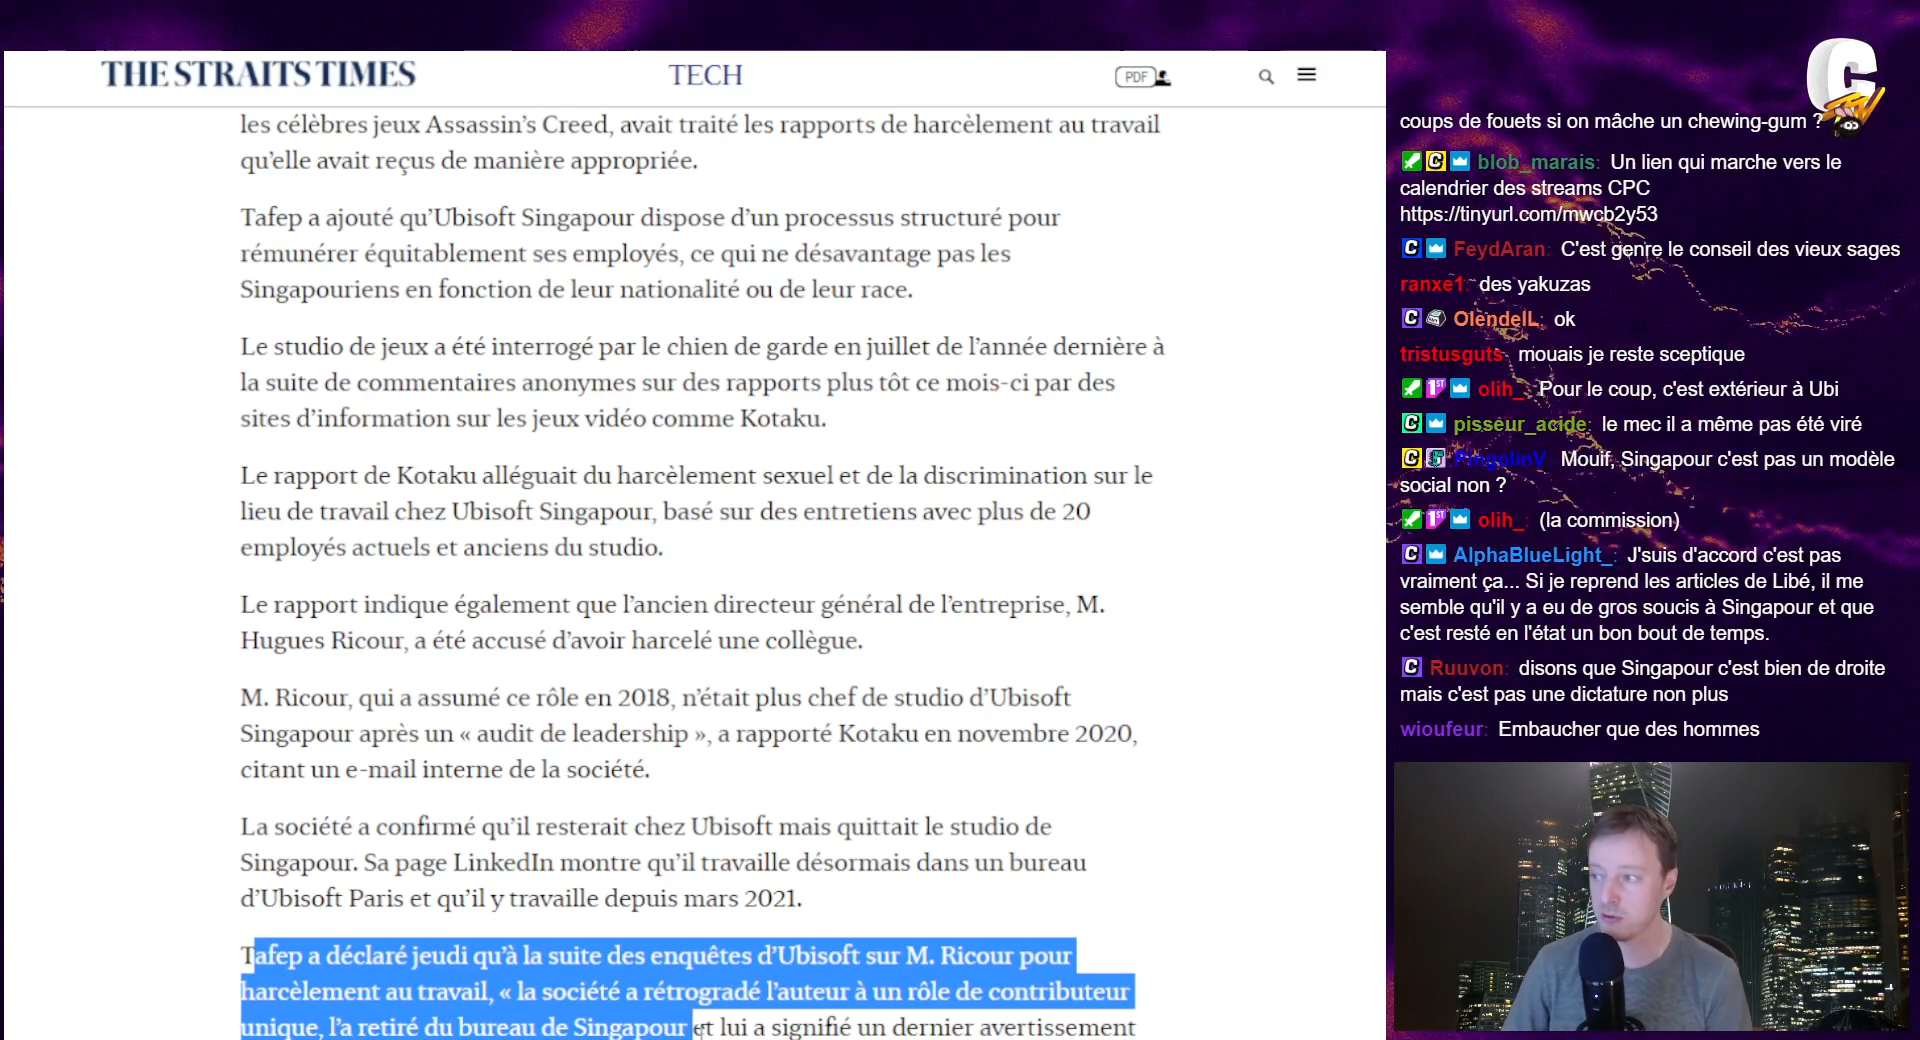 THE STRAITS TIMES
TECH
PDF
les célèbres jeux Assassin's Creed, avait traité les rapports de harcèlement au travail
qu'elle avait reçus de manière appropriée.
Tafep a ajouté qu'Ubisoft Singapour dispose d'un processus structuré pour
rémunérer équitablement ses employés, ce qui ne désavantage pas les
Singapouriens en fonction de leur nationalité ou de leur race.
Le studio de jeux a été interrogé par le chien de garde en juillet de l'année dernière à
la suite de commentaires anonymes sur des rapports plus tôt ce mois-ci par des
sites d'information sur les jeux vidéo comme Kotaku.
Le rapport de Kotaku alléguait du harcèlement sexuel et de la discrimination sur le
lieu de travail chez Ubisoft Singapour, basé sur des entretiens avec plus de 20
employés actuels et anciens du studio.
Le rapport indique également que l'ancien directeur général de l'entreprise, M.
Hugues Ricour, a été accusé d'avoir harcelé une collègue.
M. Ricour, qui a assumé ce rôle en 2018, n'était plus chef de studio d'Ubisoft
Singapour après un « audit de leadership », a rapporté Kotaku en novembre 2020,
citant un e-mail interne de la société.
La société a confirmé qu'il resterait chez Ubisoft mais quittait le studio de
Singapour. Sa page LinkedIn montre qu'il travaille désormais dans un bureau
d'Ubisoft Paris et qu'il y travaille depuis mars 2021.
Tafep a déclaré jeudi qu'à la suite des enquêtes d'Ubisoft sur M. Ricour pour
harcèlement au travail, « la société a rétrogradé l'auteur à un rôle de contributeur
unique, l'a retiré du bureau de Singapour et lui a signifié un dernier avertissement
coups de fouets si on mâche un chewing-gum ?
blob_marais: Un lien qui marche vers le
calendrier des streams CPC
https://tinyurl.com/mwcb2y53
FeydAran: C'est genre le conseil des vieux sages
ranxe1: des yakuzas
OlendelL: ok
tristusguts: mouais je reste sceptique
olih_: Pour le coup, c'est extérieur à Ubi
pisseur_acide: le mec il a même pas été viré
PingolinV: Mouif, Singapour c'est pas un modèle
social non ?
olih_: (la commission)
AlphaBlueLight_: J'suis d'accord c'est pas
vraiment ça... Si je reprend les articles de Libé, il me
semble qu'il y a eu de gros soucis à Singapour et que
c'est resté en l'état un bon bout de temps.
Ruuvon: disons que Singapour c'est bien de droite
mais c'est pas une dictature non plus
wioufeur: Embaucher que des hommes